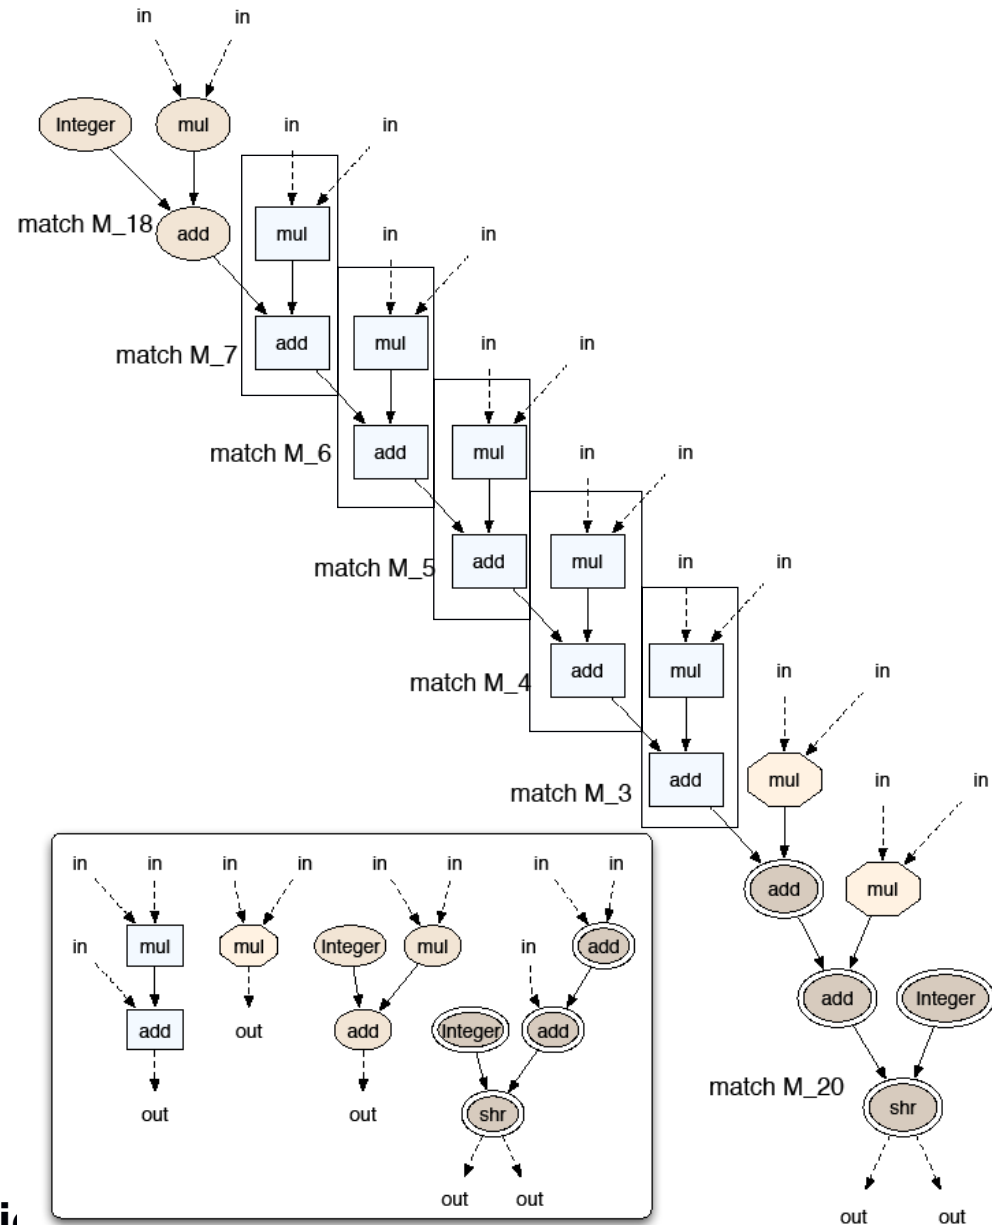 in in
Integer mul in in
match M_18 add mul in in
match M_7 add mul in in
match M_6 add mul in in
match M_5 add mul in in
match M_4 add mul in in
match M_3 add mul in in
add mul
add Integer
match M_20 shr
out out
in in in in in in in in
mul mul Integer mul add
in in
add out add Integer add
out out shr
out out